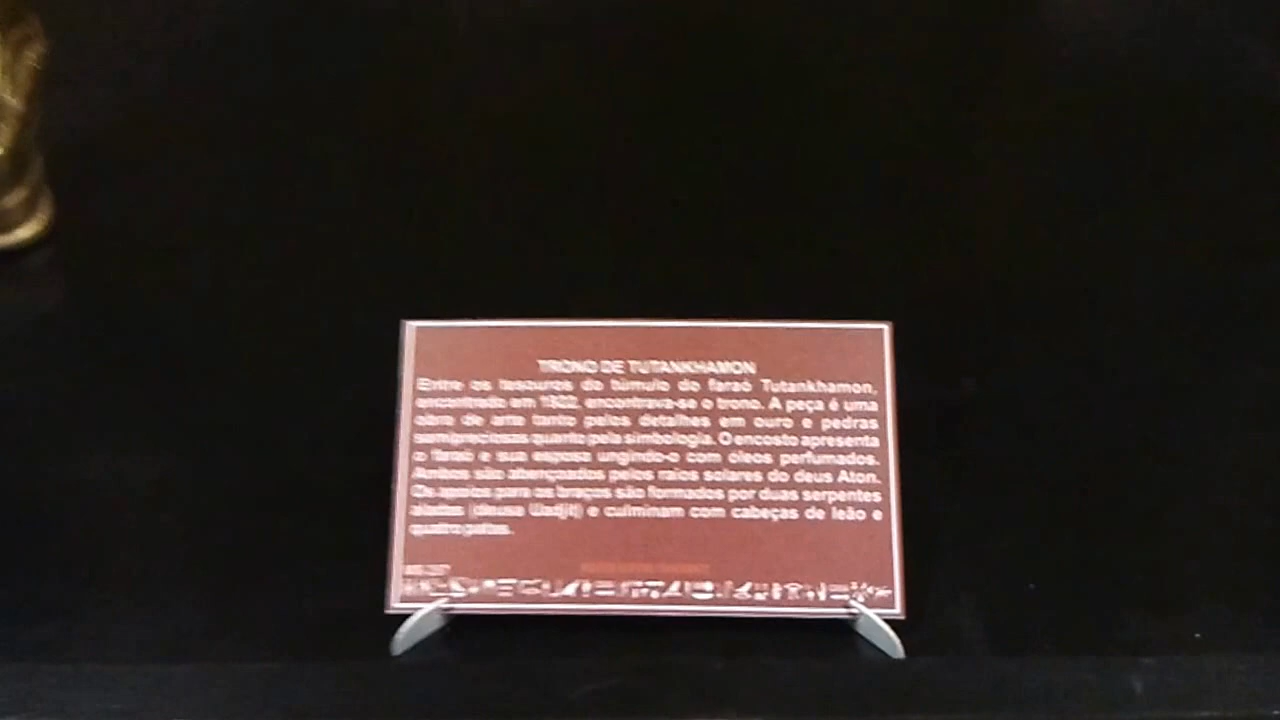 TRONO DE TUTANKHAMON
Entre os tesouros do túmulo do faraó Tutankhamon,
encontrado em 1922, encontrava-se o trono. A peça é uma
obra de arte tanto pelos detalhes em ouro e pedras
semipreciosas quanto pela simbologia. O encosto apresenta
o faraó e sua esposa ungindo-o com óleos perfumados.
Ambos são abençoados pelos raios solares do deus Aton.
Os apoios para os braços são formados por duas serpentes
aladas (deusa Uadjit) e culminam com cabeças de leão e
quatro patas.